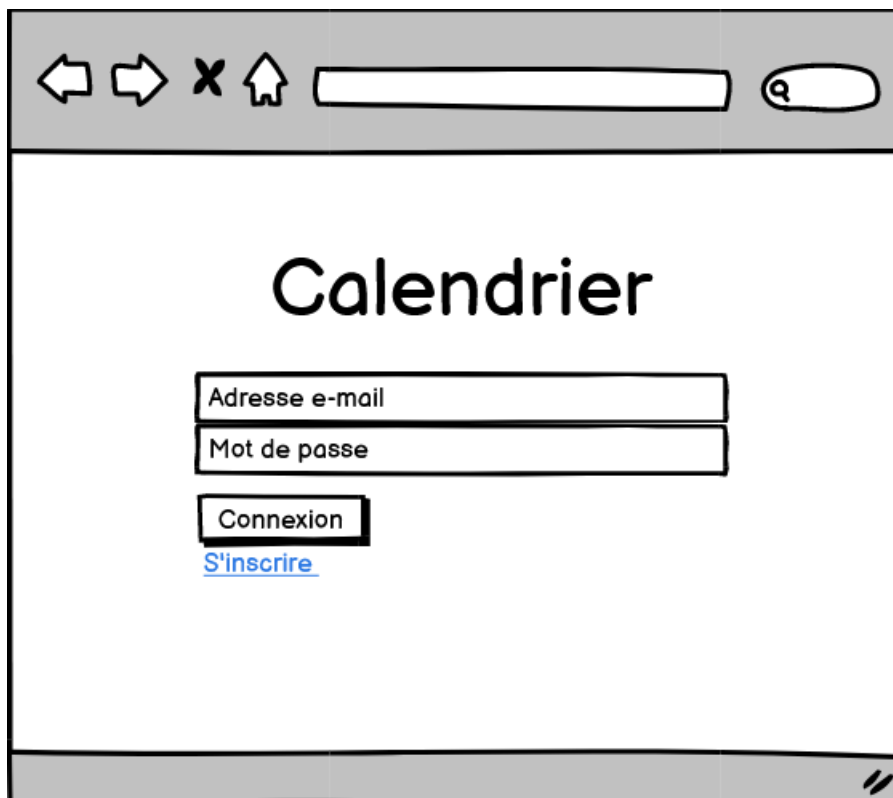 Calendrier
Adresse e-mail
Mot de passe
Connexion
S'inscrire